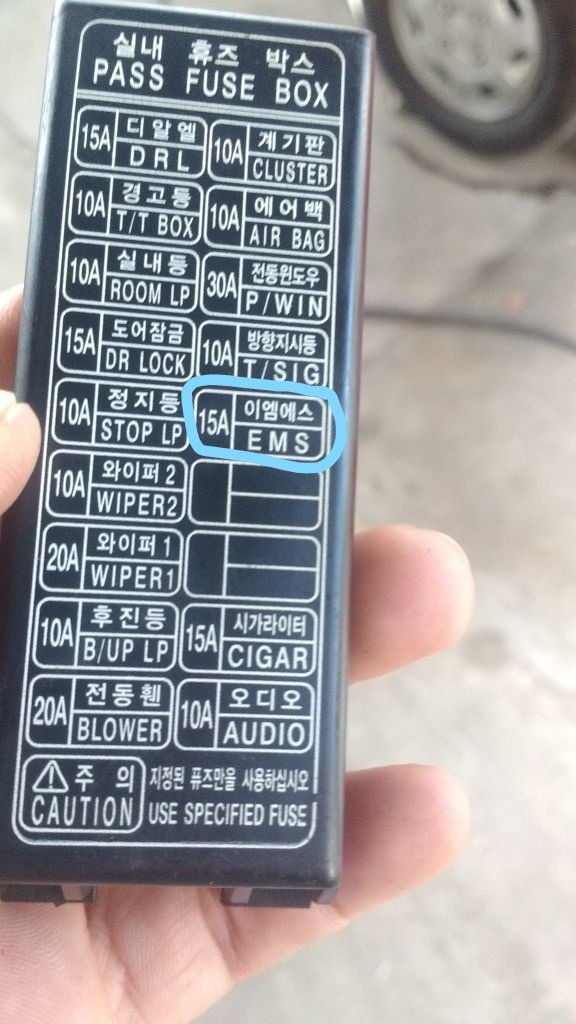 실내 휴즈 박스
PASS FUSE BOX
15A 디알엘 DRL
10A 계기판 CLUSTER
10A 경고등 T/T BOX
10A 에어백 AIR BAG
10A 실내등 ROOM LP
30A 전동윈도우 P/WIN
15A 도어잠금 DR LOCK
10A 방향지시등 T/SIG
10A 정지등 STOP LP
15A 이엠에스 EMS
10A 와이퍼 2 WIPER2
20A 와이퍼 1 WIPER1
10A 후진등 B/UP LP
15A 시가라이터 CIGAR
20A 전동휀 BLOWER
10A 오디오 AUDIO
주의 CAUTION
지정된 퓨즈만을 사용하십시오
USE SPECIFIED FUSE